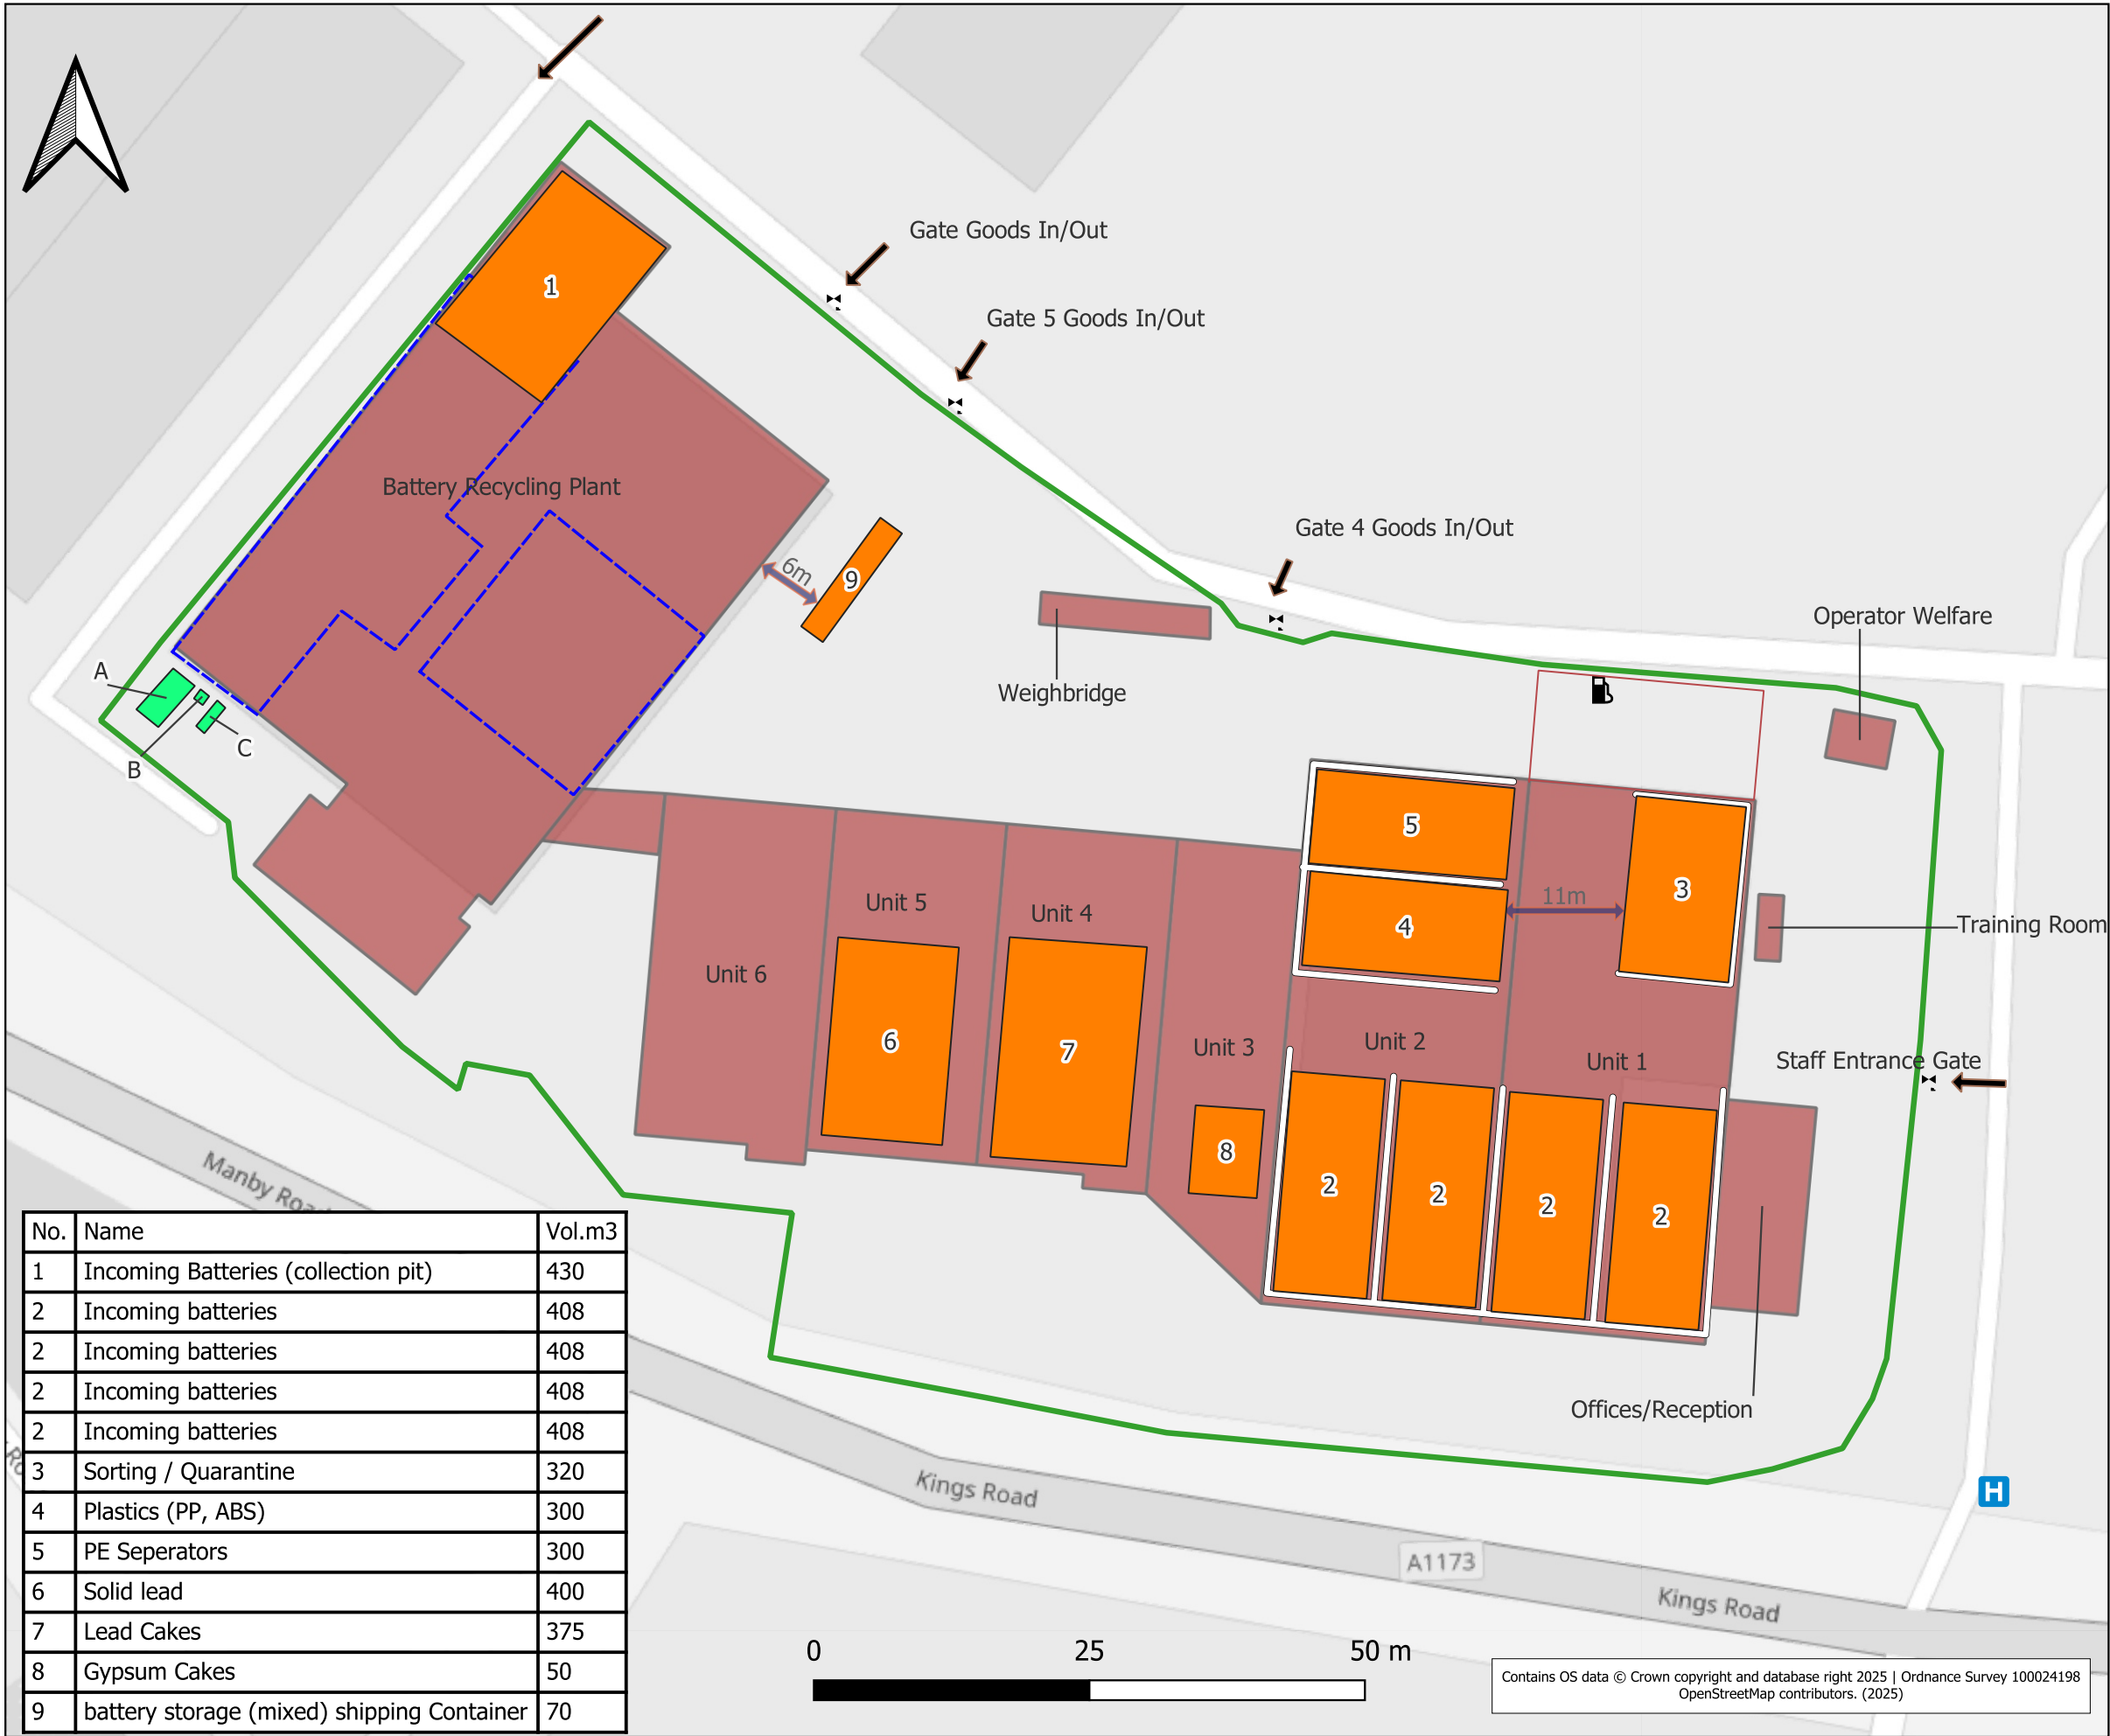 Gate Goods In/Out
1
Gate 5 Goods In/Out
Battery Recycling Plant
Gate 4 Goods In/Out
6m
9
Operator Welfare
A
Weighbridge
C
B
5
Unit 5
Unit 4
11m
3
4
Training Room
Unit 6
6
7
Unit 3
Unit 2
Unit 1
Staff Entrance Gate
8
2
2
2
2
Manby Road
Offices/Reception
Kings Road
H
A1173
Kings Road
No. Name Vol.m3
1 Incoming Batteries (collection pit) 430
2 Incoming batteries 408
2 Incoming batteries 408
2 Incoming batteries 408
2 Incoming batteries 408
3 Sorting / Quarantine 320
4 Plastics (PP, ABS) 300
5 PE Seperators 300
6 Solid lead 400
7 Lead Cakes 375
8 Gypsum Cakes 50
9 battery storage (mixed) shipping Container 70
0 25 50 m
Contains OS data © Crown copyright and database right 2025 | Ordnance Survey 100024198
OpenStreetMap contributors. (2025)